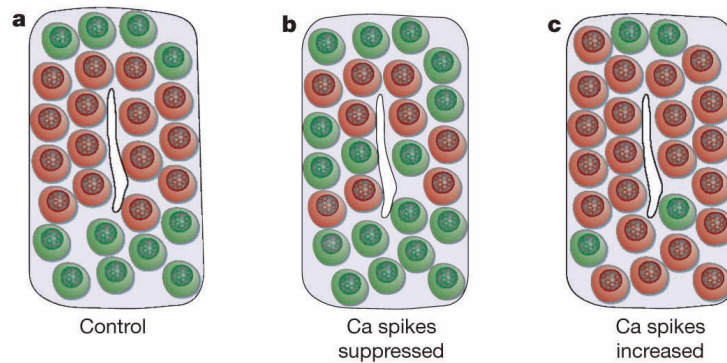 a
b
c
Control
Ca spikes
suppressed
Ca spikes
increased